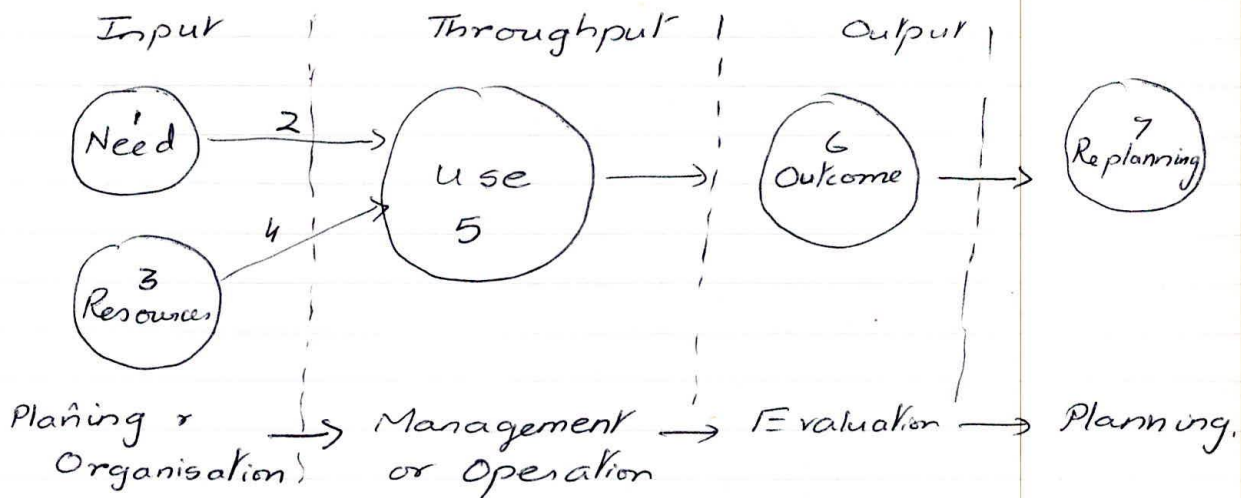 Input Throughput Output
1
Need
2
3
Resources
4
use
5
6
Outcome
7
Replanning
Planing &
Organisation
Management
or Operation
Evaluation
Planning.